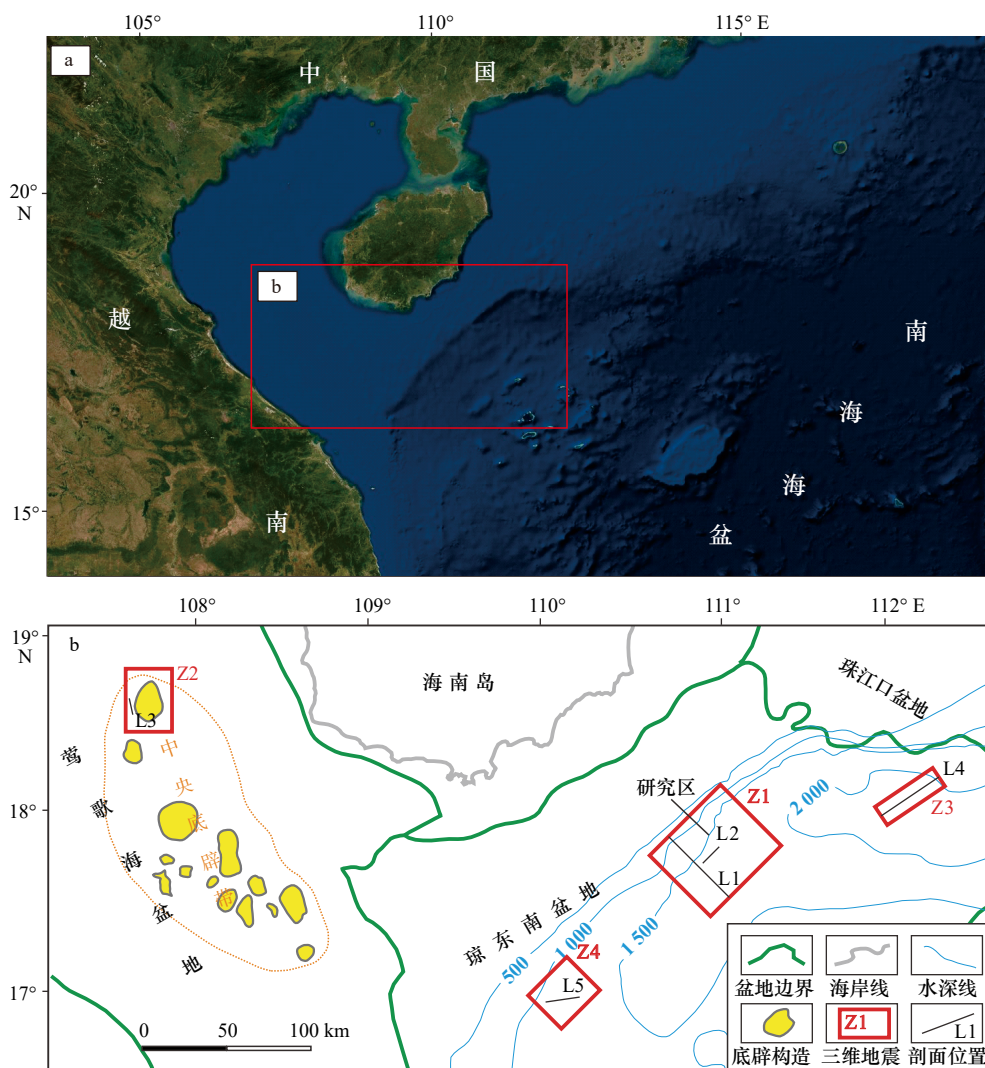 105°
110°
115° E
a
中 国
20°
N
b
越
南
南
海
海
盆
15°
108°
109°
110°
111°
112° E
19°
N
b
Z2
L3
海南岛
珠江口盆地
莺歌海盆地
中央底辟带
研究区
Z1
L4
2 000
Z3
18°
L2
L1
琼东南盆地
500
1 000
1 500
Z4
L5
17°
0 50 100 km
盆地边界 海岸线 水深线
Z1
L1
底辟构造 三维地震 剖面位置